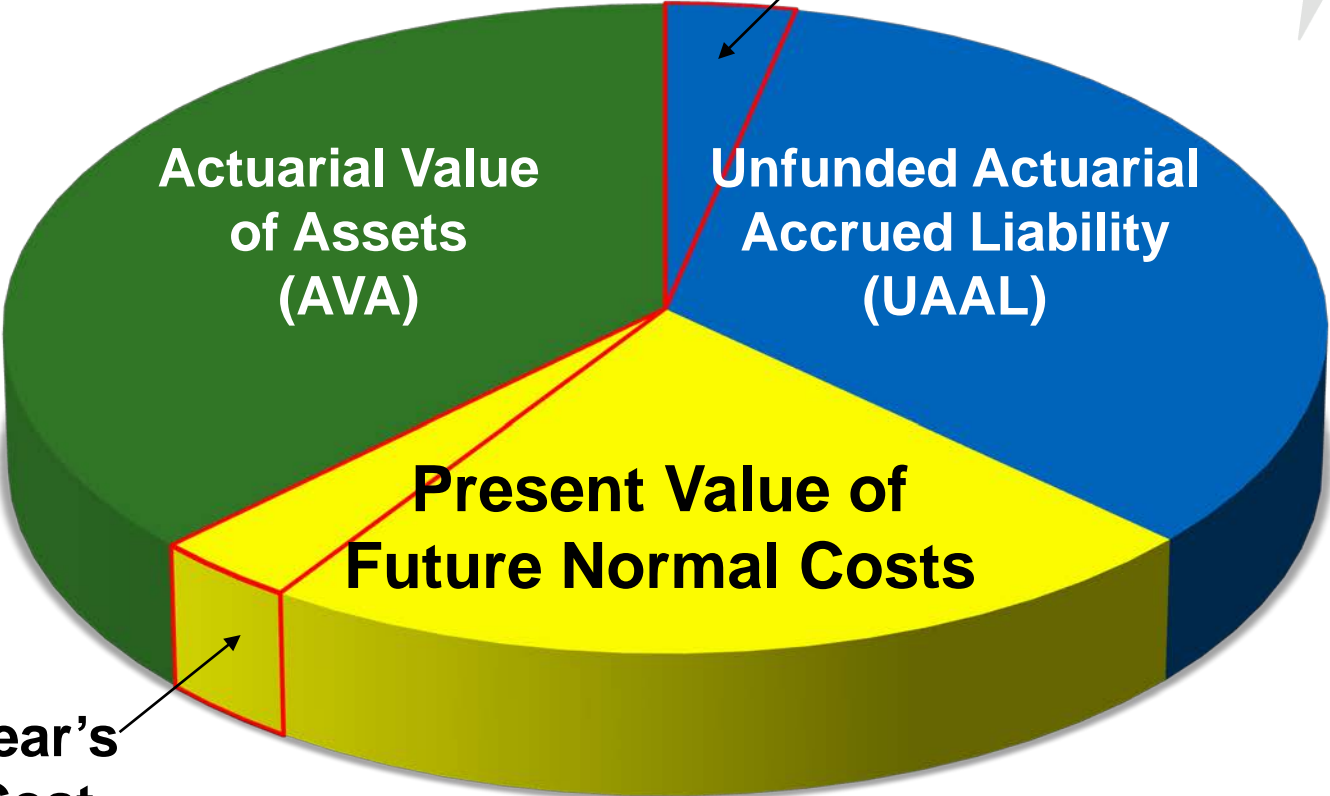 Actuarial Value
of Assets
(AVA)
Unfunded Actuarial
Accrued Liability
(UAAL)
Present Value of
Future Normal Costs
ear’s